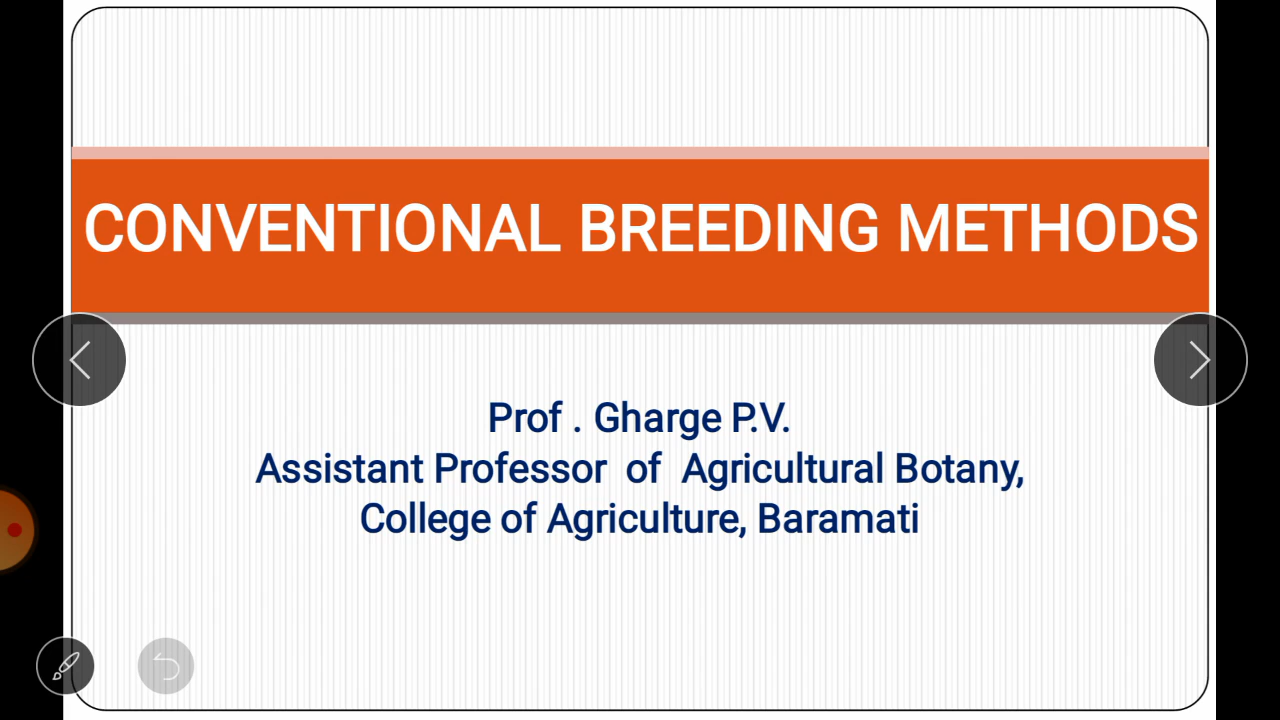 CONVENTIONAL BREEDING METHODS
Prof . Gharge P.V.
Assistant Professor of Agricultural Botany,
College of Agriculture, Baramati